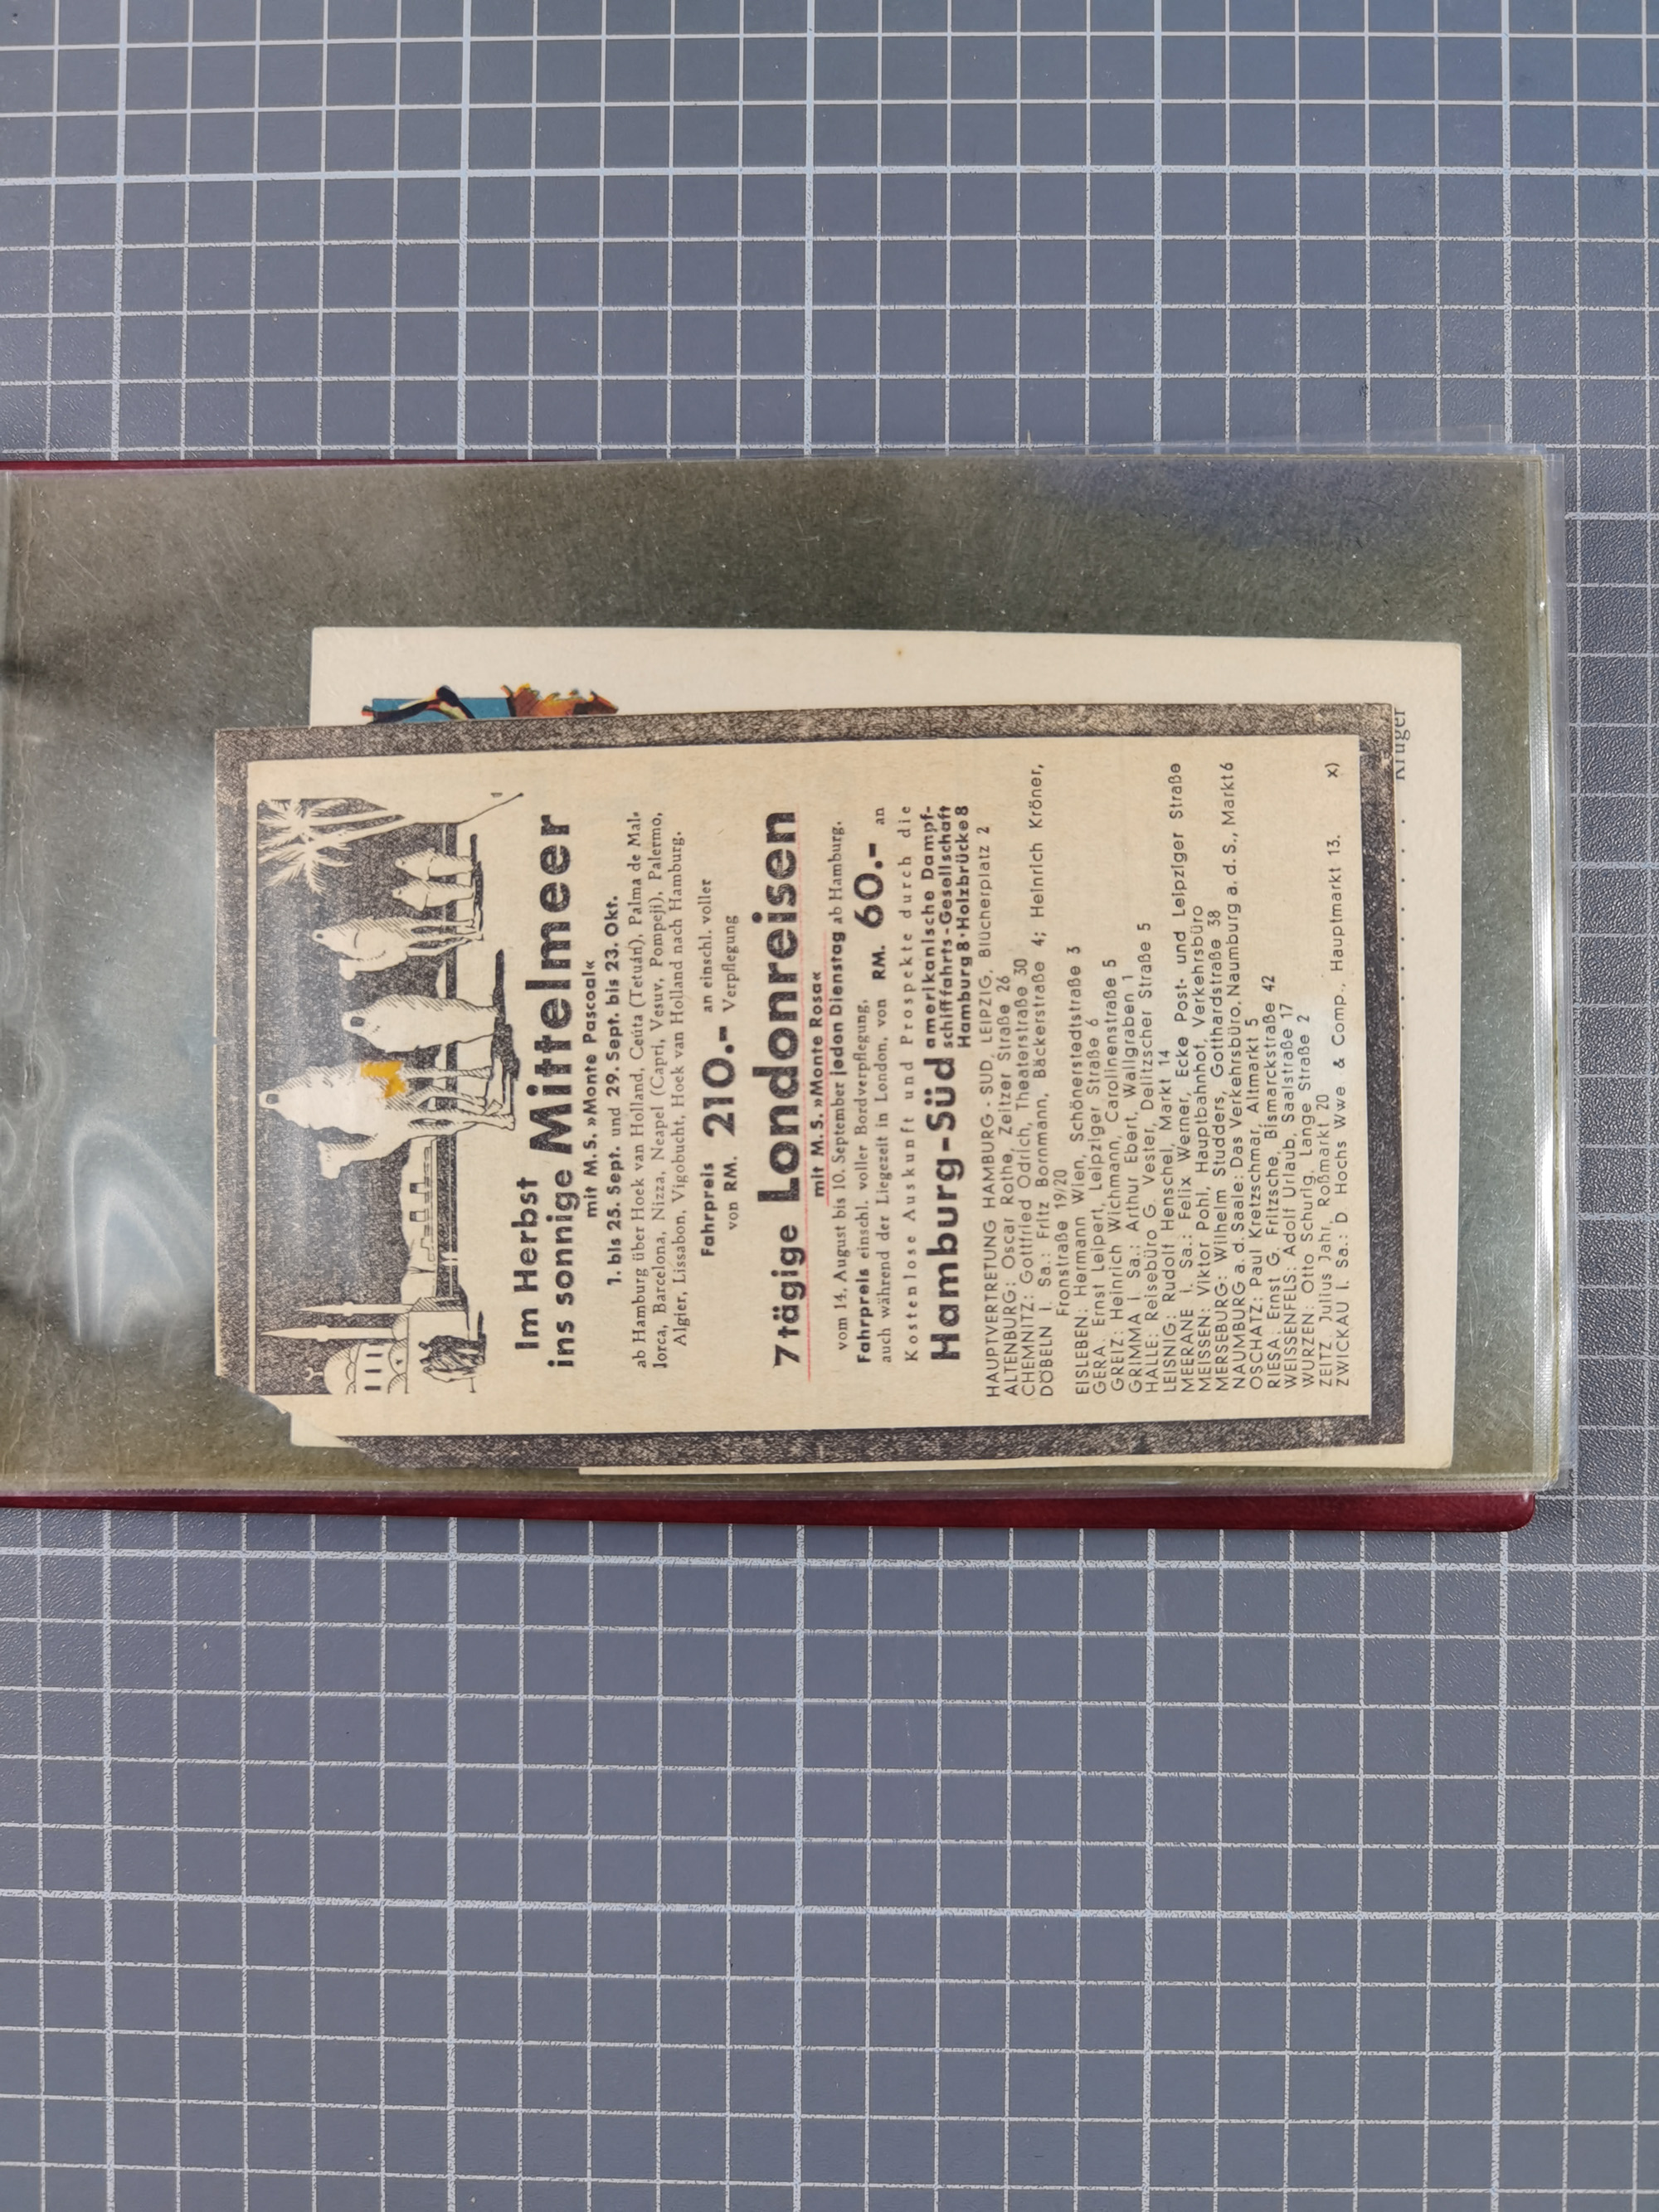 Im Herbst
ins sonnige Mittelmeer
mit M. S. »Monte Pascoal«
7. bis 25. Sept. und 29. Sept. bis 23. Okt.
ab Hamburg über Hoek van Holland, Ceúta (Tetuán), Palma de Mal-
lorca, Barcelona, Nizza, Neapel (Capri, Vesuv, Pompeji), Palermo,
Algier, Lissabon, Vigobucht, Hoek van Holland nach Hamburg.
Fahrpreis von RM. 210.- an einschl. voller Verpflegung
7 tägige Londonreisen
mit M. S. »Monte Rosa«
vom 14. August bis 10. September jeden Dienstag ab Hamburg.
Fahrpreis einschl. voller Bordverpflegung,
auch während der Liegezeit in London, von RM. 60.- an
Kostenlose Auskunft und Prospekte durch die
Hamburg-Süd amerikanische Dampf-
schifffahrts-Gesellschaft
Hamburg 8 · Holzbrücke 8
HAUPTVERTRETUNG HAMBURG - SÜD, LEIPZIG, Blücherplatz 2
ALTENBURG: Oscar Rothe, Zeitzer Straße 26
CHEMNITZ: Gottfried Odrich, Theaterstraße 30
DÖBELN i. Sa.: Fritz Bormann, Bäckerstraße 4; Heinrich Kröner,
Fronstraße 19/20
EISLEBEN: Hermann Wien, Schönerstedtstraße 3
GERA: Ernst Leipert, Leipziger Straße 6
GREIZ: Heinrich Wichmann, Carolinenstraße 5
GRIMMA i. Sa.: Arthur Ebert, Wallgraben 1
HALLE: Reisebüro G. Vester, Delitzscher Straße 5
LEISNIG: Rudolf Henschel, Markt 14
MEERANE i. Sa.: Felix Werner, Ecke Post- und Leipziger Straße
MEISSEN: Viktor Pohl, Hauptbahnhot, Verkehrsbüro
MERSEBURG: Wilhelm Studders, Gotthardstraße 38
NAUMBURG a. d. Saale: Das Verkehrsbüro, Naumburg a. d. S., Markt 6
OSCHATZ: Paul Kretzschmar, Altmarkt 5
RIESA: Ernst G. Fritzsche, Bismarckstraße 42
WEISSENFELS: Adolf Urlaub, Saalstraße 17
WURZEN: Otto Schurig, Lange Straße 2
ZEITZ Julius Jahr, Roßmarkt 20
ZWICKAU i. Sa.: D Hochs Wwe & Comp., Hauptmarkt 13. x)
Krüger